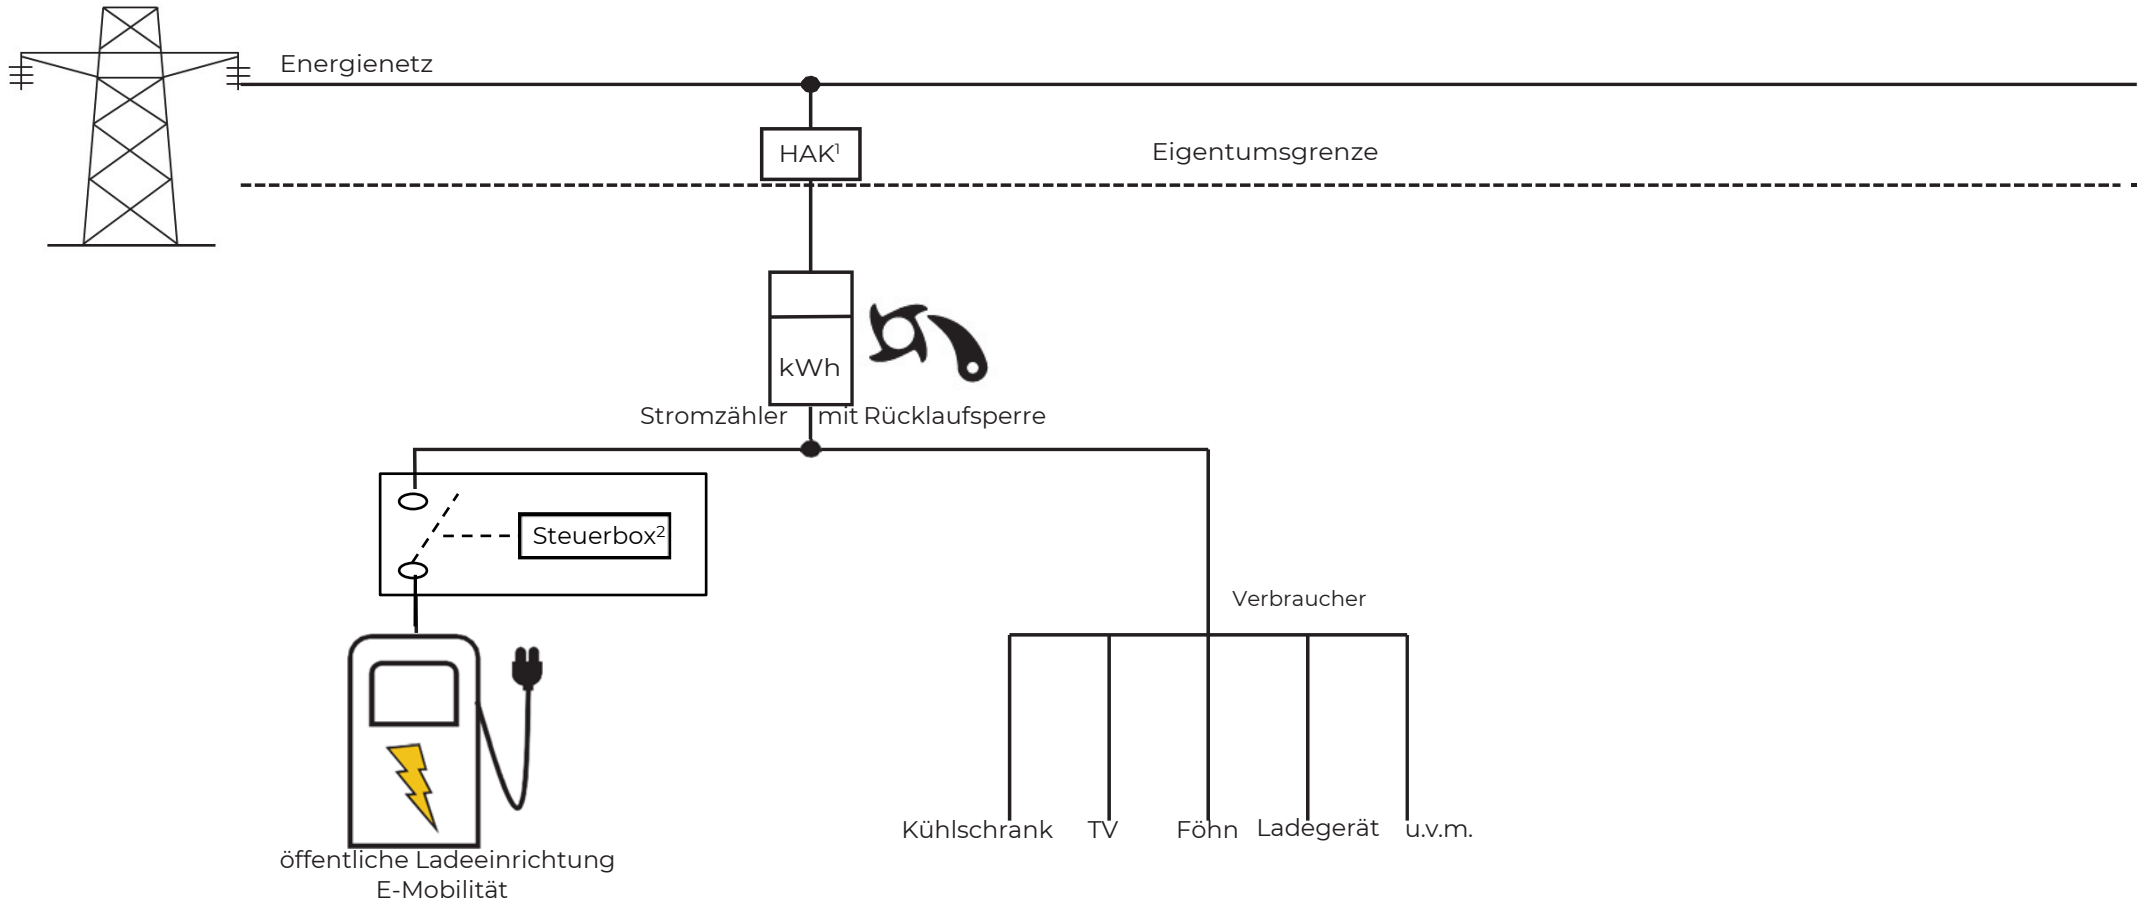 Energienetz
HAK¹
Eigentumsgrenze
kWh
Stromzähler mit Rücklaufsperre
Steuerbox²
Verbraucher
Kühlschrank TV Föhn Ladegerät u.v.m.
öffentliche Ladeeinrichtung
E-Mobilität